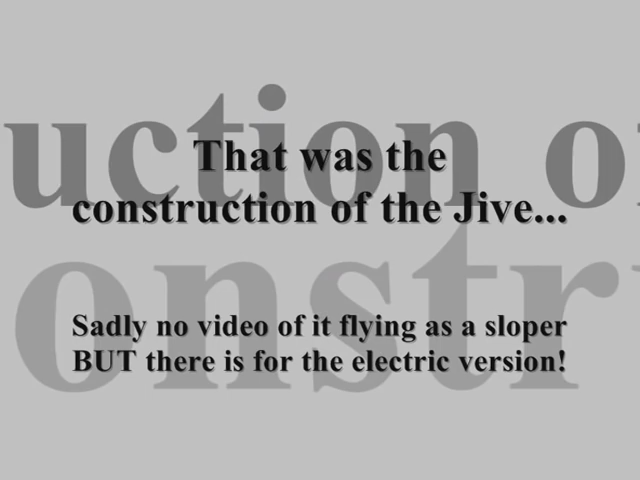 uction o
That was the
construction of the Jive...
onstr
Sadly no video of it flying as a sloper
BUT there is for the electric version!